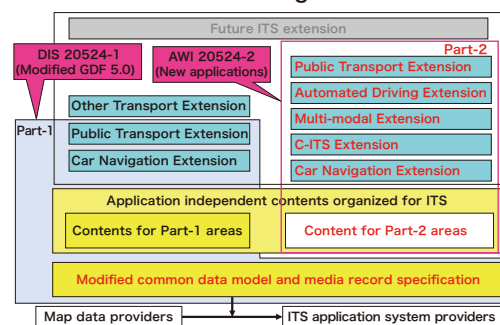 Future ITS extension
DIS 20524-1
(Modified GDF 5.0)
AWI 20524-2
(New applications)
Part-2
Public Transport Extension
Automated Driving Extension
Multi-modal Extension
C-ITS Extension
Car Navigation Extension
Part-1
Other Transport Extension
Public Transport Extension
Car Navigation Extension
Application independent contents organized for ITS
Contents for Part-1 areas
Content for Part-2 areas
Modified common data model and media record specification
Map data providers
ITS application system providers